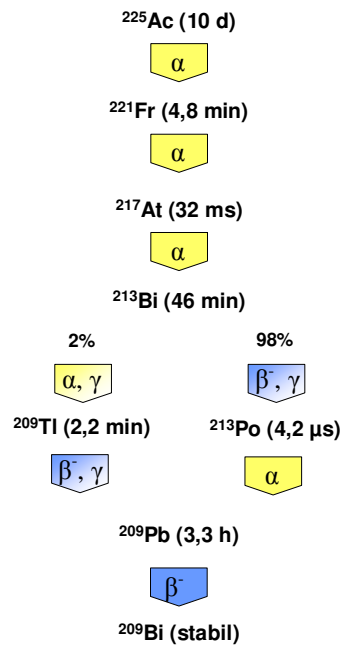 ²²⁵Ac (10 d)
α
²²¹Fr (4,8 min)
α
²¹⁷At (32 ms)
α
²¹³Bi (46 min)
2% 98%
α, γ β⁻, γ
²⁰⁹Tl (2,2 min) ²¹³Po (4,2 µs)
β⁻, γ α
²⁰⁹Pb (3,3 h)
β⁻
²⁰⁹Bi (stabil)